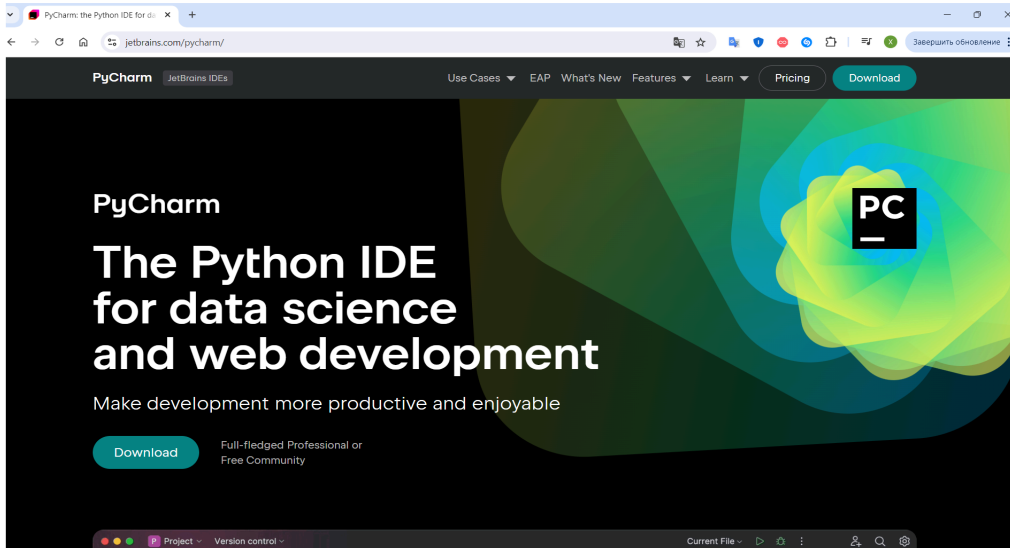 PyCharm: the Python IDE for da
jetbrains.com/pycharm/
Завершить обновление
PyCharm JetBrains IDEs Use Cases EAP What's New Features Learn Pricing Download
PC
PyCharm
The Python IDE
for data science
and web development
Make development more productive and enjoyable
Download
Full-fledged Professional or
Free Community
P Project Version control Current File